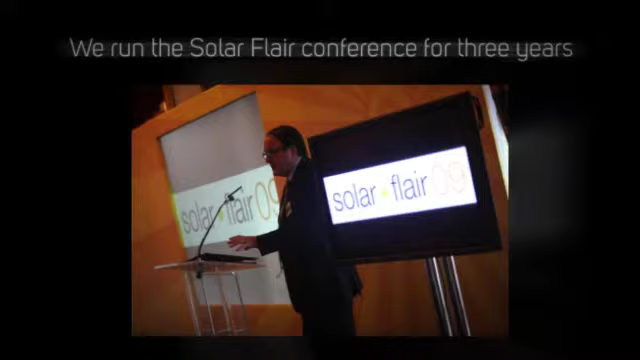 We run the Solar Flair conference for three years
solar flair 09
solar flair 09